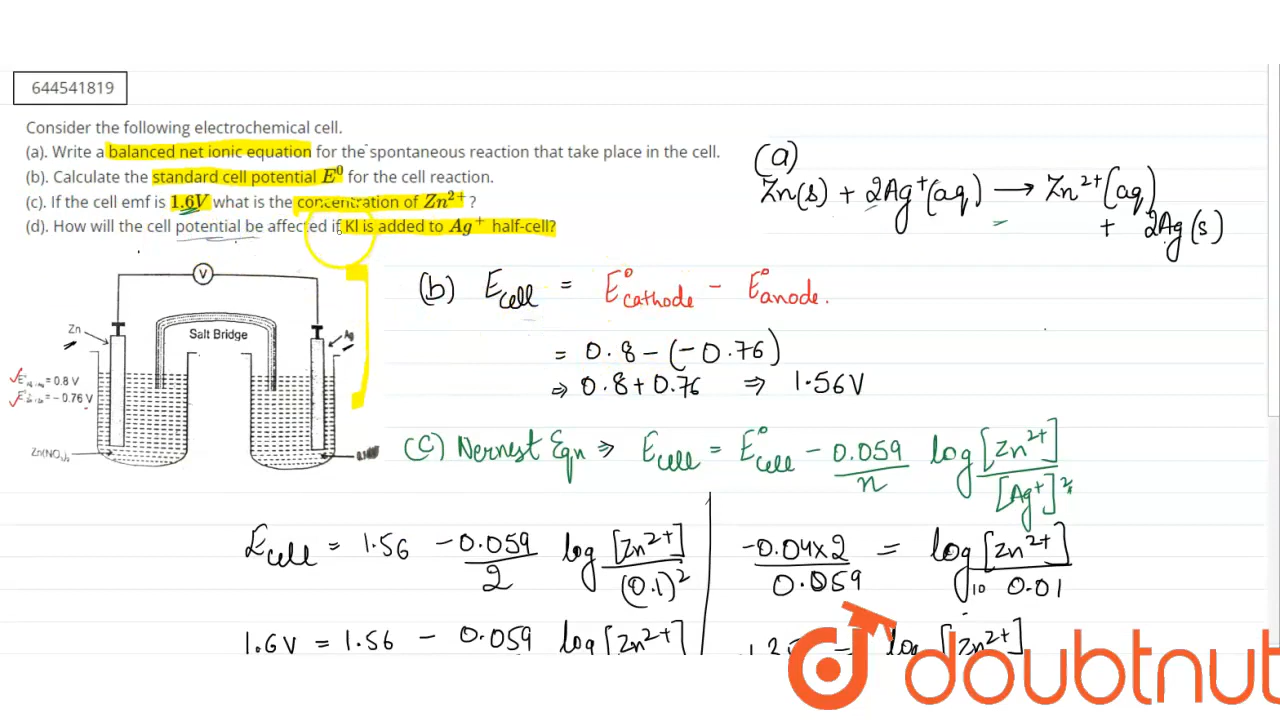 644541819
Consider the following electrochemical cell.
(a). Write a balanced net ionic equation for the spontaneous reaction that take place in the cell.
(b). Calculate the standard cell potential E⁰ for the cell reaction.
(c). If the cell emf is 1.6V what is the concentration of Zn²⁺?
(d). How will the cell potential be affected if KI is added to Ag⁺ half-cell?
(a)
Zn(s) + 2Ag⁺(aq) → Zn²⁺(aq)
+ 2Ag(s)
V
Zn
Salt Bridge
Ag
= 0.8 V
= – 0.76 V
Zn(NO₃)₂
(b) Ecell = E°cathode - E°anode.
= 0.8 - (-0.76)
⇒ 0.8 + 0.76 ⇒ 1.56V
(c) Nernest Eqn ⇒ Ecell = E°cell - 0.059/n log [Zn²⁺]/[Ag⁺]²
Ecell = 1.56 - 0.059/2 log [Zn²⁺]/(0.1)²
1.6V = 1.56 - 0.059 log [Zn²⁺]
-0.04×2/0.059 = log₁₀ [Zn²⁺]/0.01
log [Zn²⁺]
doubtnut